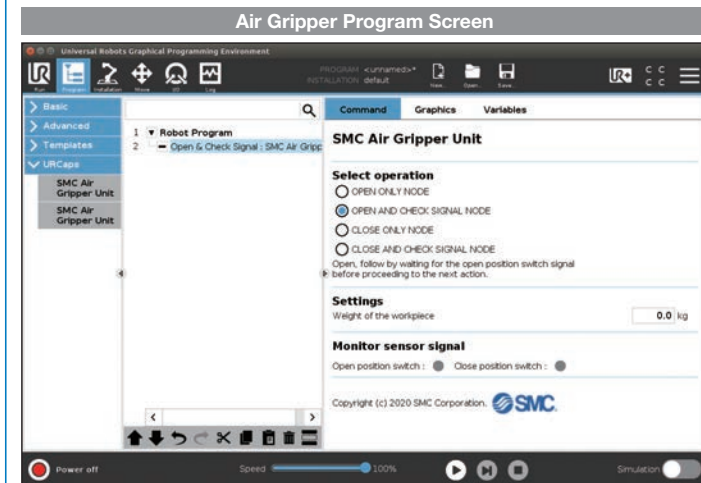 Air Gripper Program Screen
Universal Robots Graphical Programming Environment
UR
Run
Program
Installation
Move
I/O
Log
PROGRAM <unnamed>*
INSTALLATION default
New...
Open...
Save...
UR+
C C
C C
Basic
Advanced
Templates
URCaps
SMC Air
Gripper Unit
SMC Air
Gripper Unit
1 Robot Program
2 Open & Check Signal : SMC Air Gripp
Command Graphics Variables
SMC Air Gripper Unit
Select operation
OPEN ONLY NODE
OPEN AND CHECK SIGNAL NODE
CLOSE ONLY NODE
CLOSE AND CHECK SIGNAL NODE
Open, follow by waiting for the open position switch signal
before proceeding to the next action.
Settings
Weight of the workpiece 0.0 kg
Monitor sensor signal
Open position switch : Close position switch :
Copyright (c) 2020 SMC Corporation. SMC.
Power off
Speed 100%
Simulation